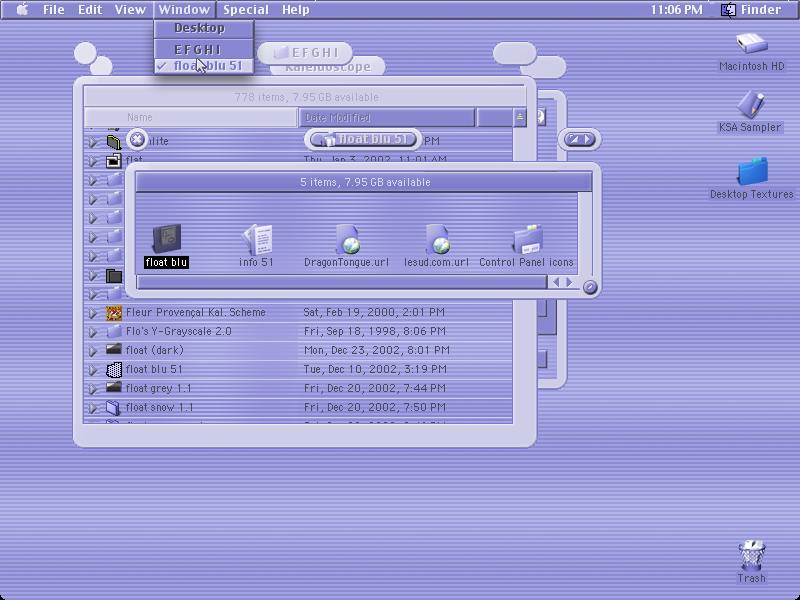 File Edit View Window Special Help 11:06 PM Finder
Desktop
E F G H I
✓ float blu 51
E F G H I
Kaleidoscope
Macintosh HD
KSA Sampler
Desktop Textures
Trash
778 items, 7.95 GB available
Name Date Modified
flat Thu, Jan 3, 2002, 11:01 AM
float blu 51
5 items, 7.95 GB available
float blu
info 51
DragonTongue.url
lesud.com.url
Control Panel icons
Fleur Provençal Kal. Scheme Sat, Feb 19, 2000, 2:01 PM
Flo's Y-Grayscale 2.0 Fri, Sep 18, 1998, 8:06 PM
float (dark) Mon, Dec 23, 2002, 8:01 PM
float blu 51 Tue, Dec 10, 2002, 3:19 PM
float grey 1.1 Fri, Dec 20, 2002, 7:44 PM
float snow 1.1 Fri, Dec 20, 2002, 7:50 PM